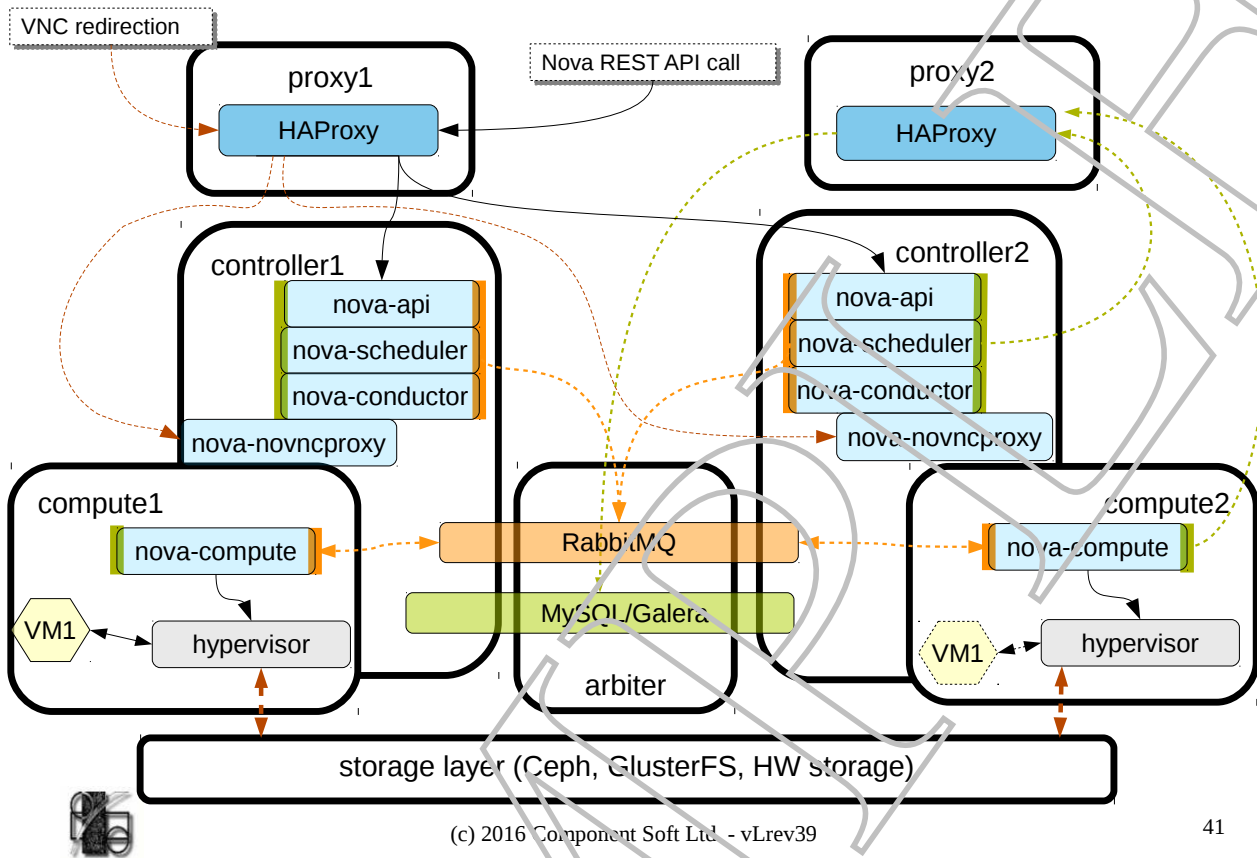 VNC redirection
Nova REST API call
proxy1
proxy2
HAProxy
HAProxy
controller1
controller2
nova-api
nova-scheduler
nova-conductor
nova-novncproxy
nova-api
nova-scheduler
nova-conductor
nova-novncproxy
compute1
compute2
nova-compute
RabbitMQ
nova-compute
MySQL/Galera
VM1
hypervisor
VM1
hypervisor
arbiter
storage layer (Ceph, GlusterFS, HW storage)
(c) 2016 Component Soft Ltd. - vLrev39
41